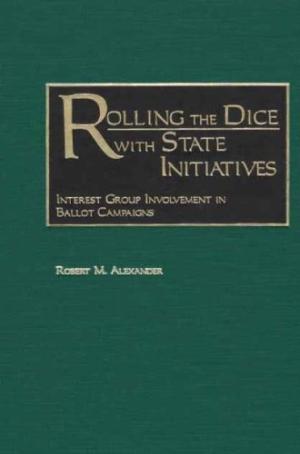 ROLLING THE DICE
WITH STATE
INITIATIVES
INTEREST GROUP INVOLVEMENT IN
BALLOT CAMPAIGNS
ROBERT M. ALEXANDER